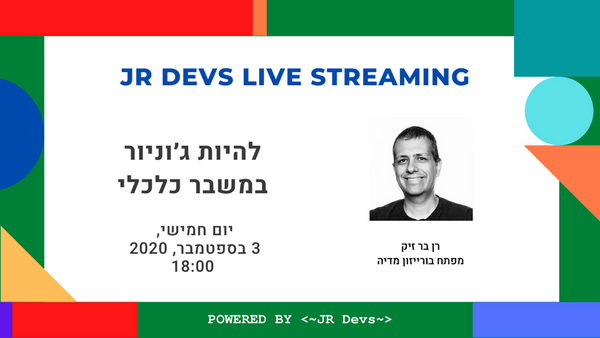 JR DEVS LIVE STREAMING
להיות ג׳וניור
במשבר כלכלי
יום חמישי,
3 בספטמבר, 2020
18:00
רן בר זיק
מפתח בורייזון מדיה
POWERED BY <~JR Devs~>